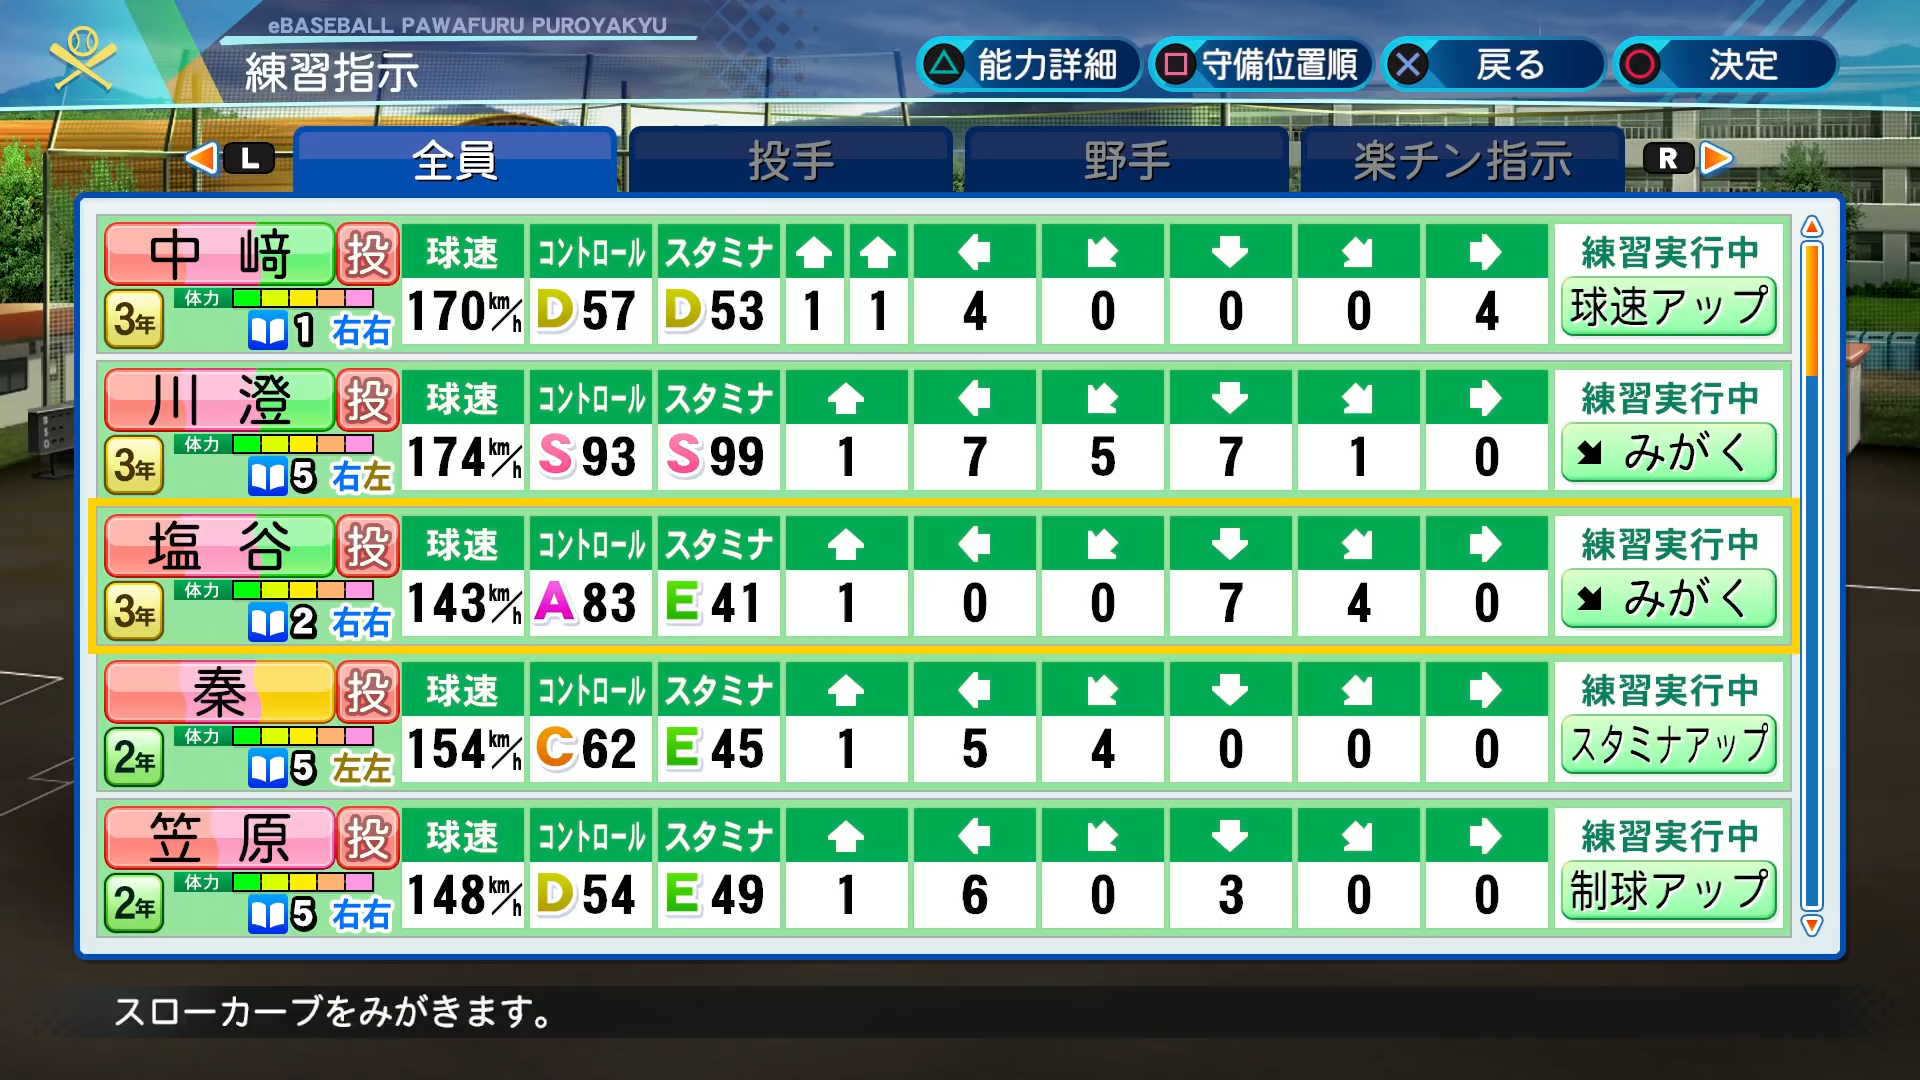 eBASEBALL PAWAFURU PUROYAKYU
練習指示
能力詳細 守備位置順 戻る 決定
L 全員 投手 野手 楽チン指示 R
中﨑 投 球速 コントロール スタミナ 練習実行中
3年 体力 1 右右 170km/h D57 D53 1 1 4 0 0 0 4 球速アップ
川澄 投 球速 コントロール スタミナ 練習実行中
3年 体力 5 右左 174km/h S93 S99 1 7 5 7 1 0 みがく
塩谷 投 球速 コントロール スタミナ 練習実行中
3年 体力 2 右右 143km/h A83 E41 1 0 0 7 4 0 みがく
秦 投 球速 コントロール スタミナ 練習実行中
2年 体力 5 左左 154km/h C62 E45 1 5 4 0 0 0 スタミナアップ
笠原 投 球速 コントロール スタミナ 練習実行中
2年 体力 5 右右 148km/h D54 E49 1 6 0 3 0 0 制球アップ
スローカーブをみがきます。